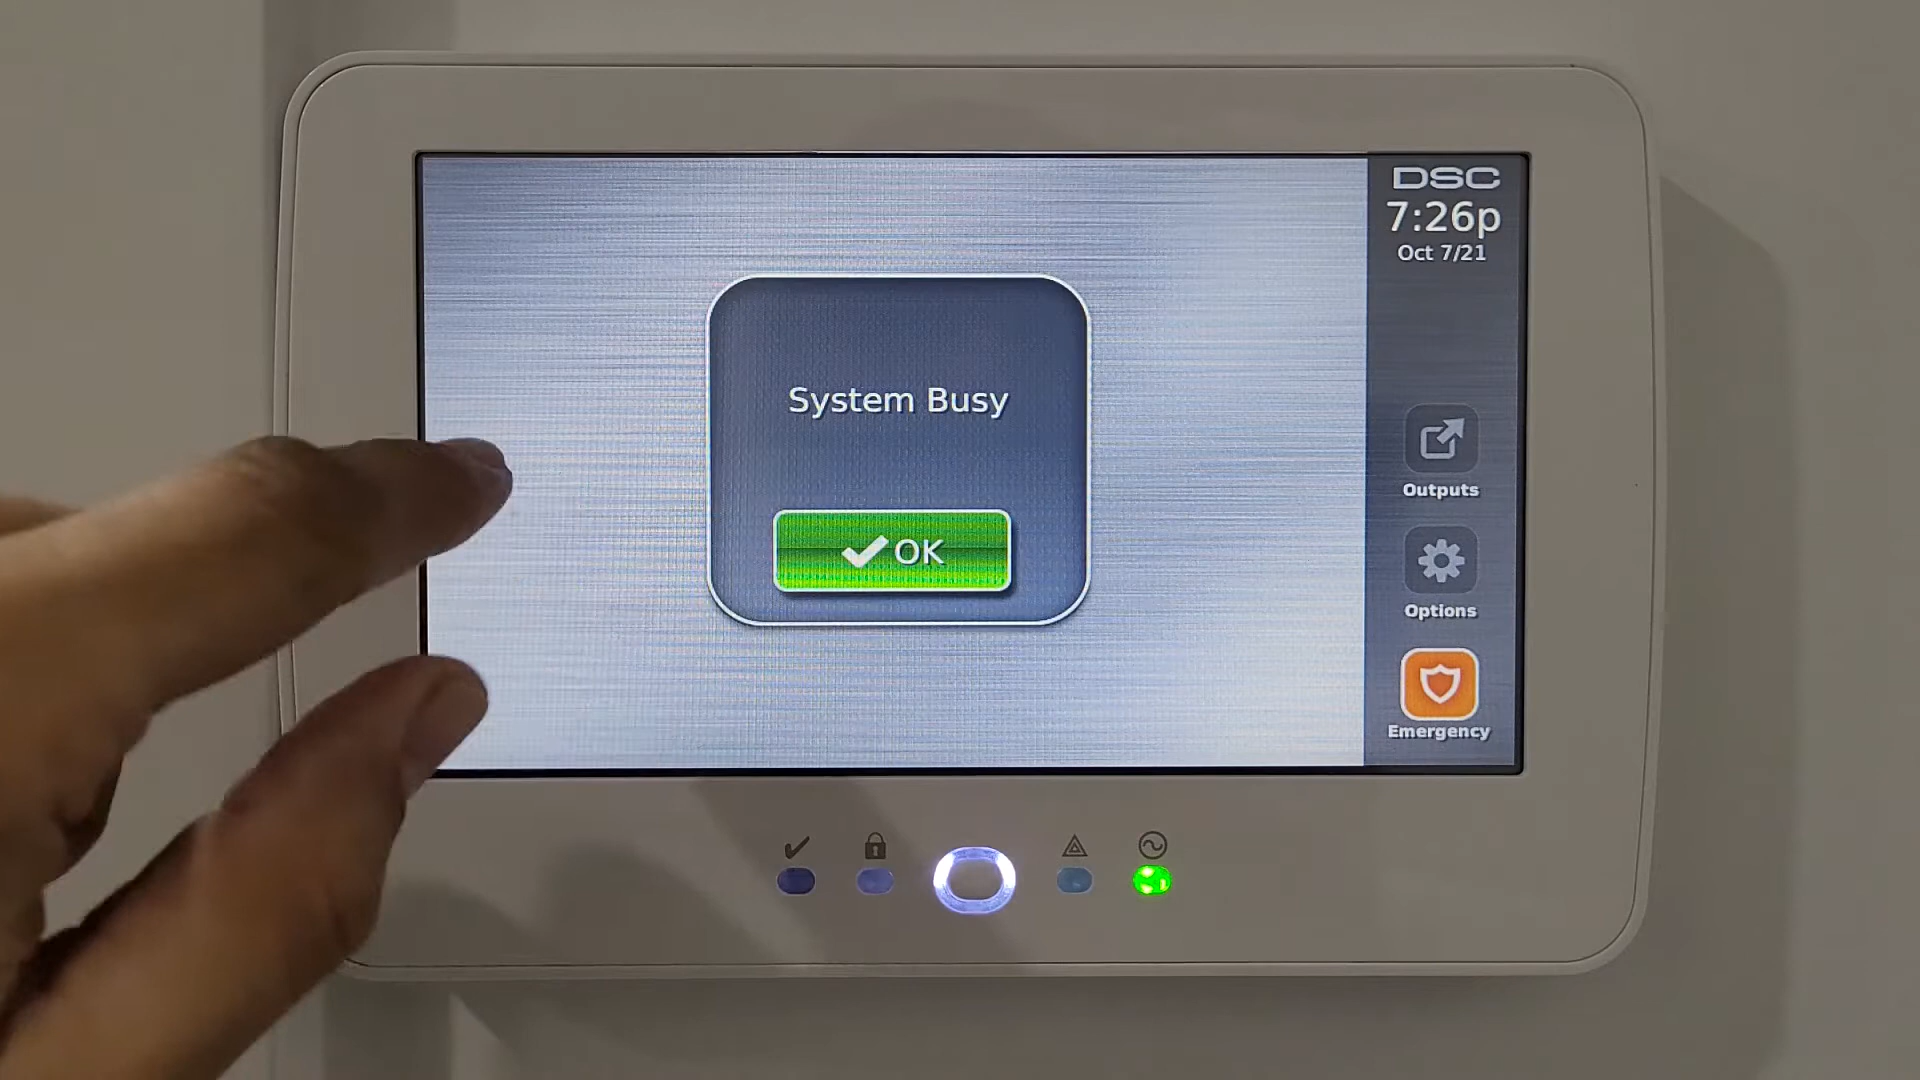 DSC
7:26p
Oct 7/21
System Busy
OK
Outputs
Options
Emergency